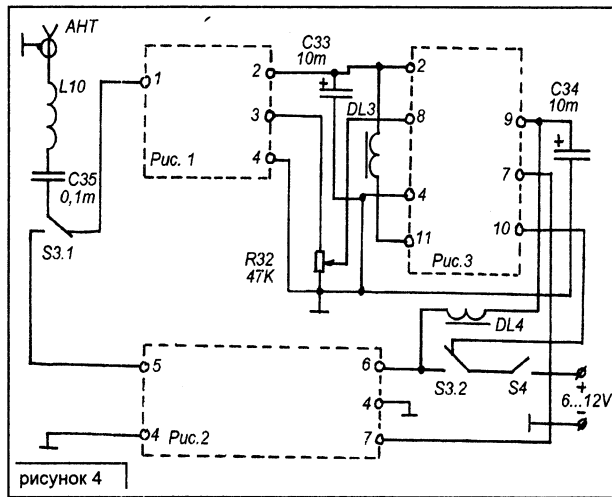 АНТ
L10
C35
0,1m
S3.1
1
2
3
4
Рис. 1
C33
10m
+
DL3
R32
47K
2
8
4
11
9
7
10
Рис.3
C34
10m
+
DL4
5
4
6
4
7
Рис.2
S3.2
S4
+
6...12V
-
рисунок 4